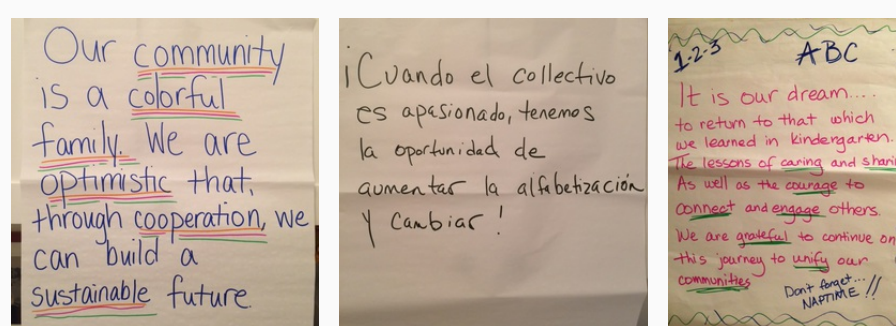 Our community
is a colorful
family. We are
optimistic that,
through cooperation, we
can build a
sustainable future.
¡Cuando el collectivo
es apasionado, tenemos
la oportunidad de
aumentar la alfabetización
y cambiar!
1-2-3 ABC
It is our dream....
to return to that which
we learned in kindergarten.
The lessons of caring and
As well as the courage to
connect and engage others.
We are grateful to continue on
this journey to unify our
communities
Don't forget...
NAPTIME!!